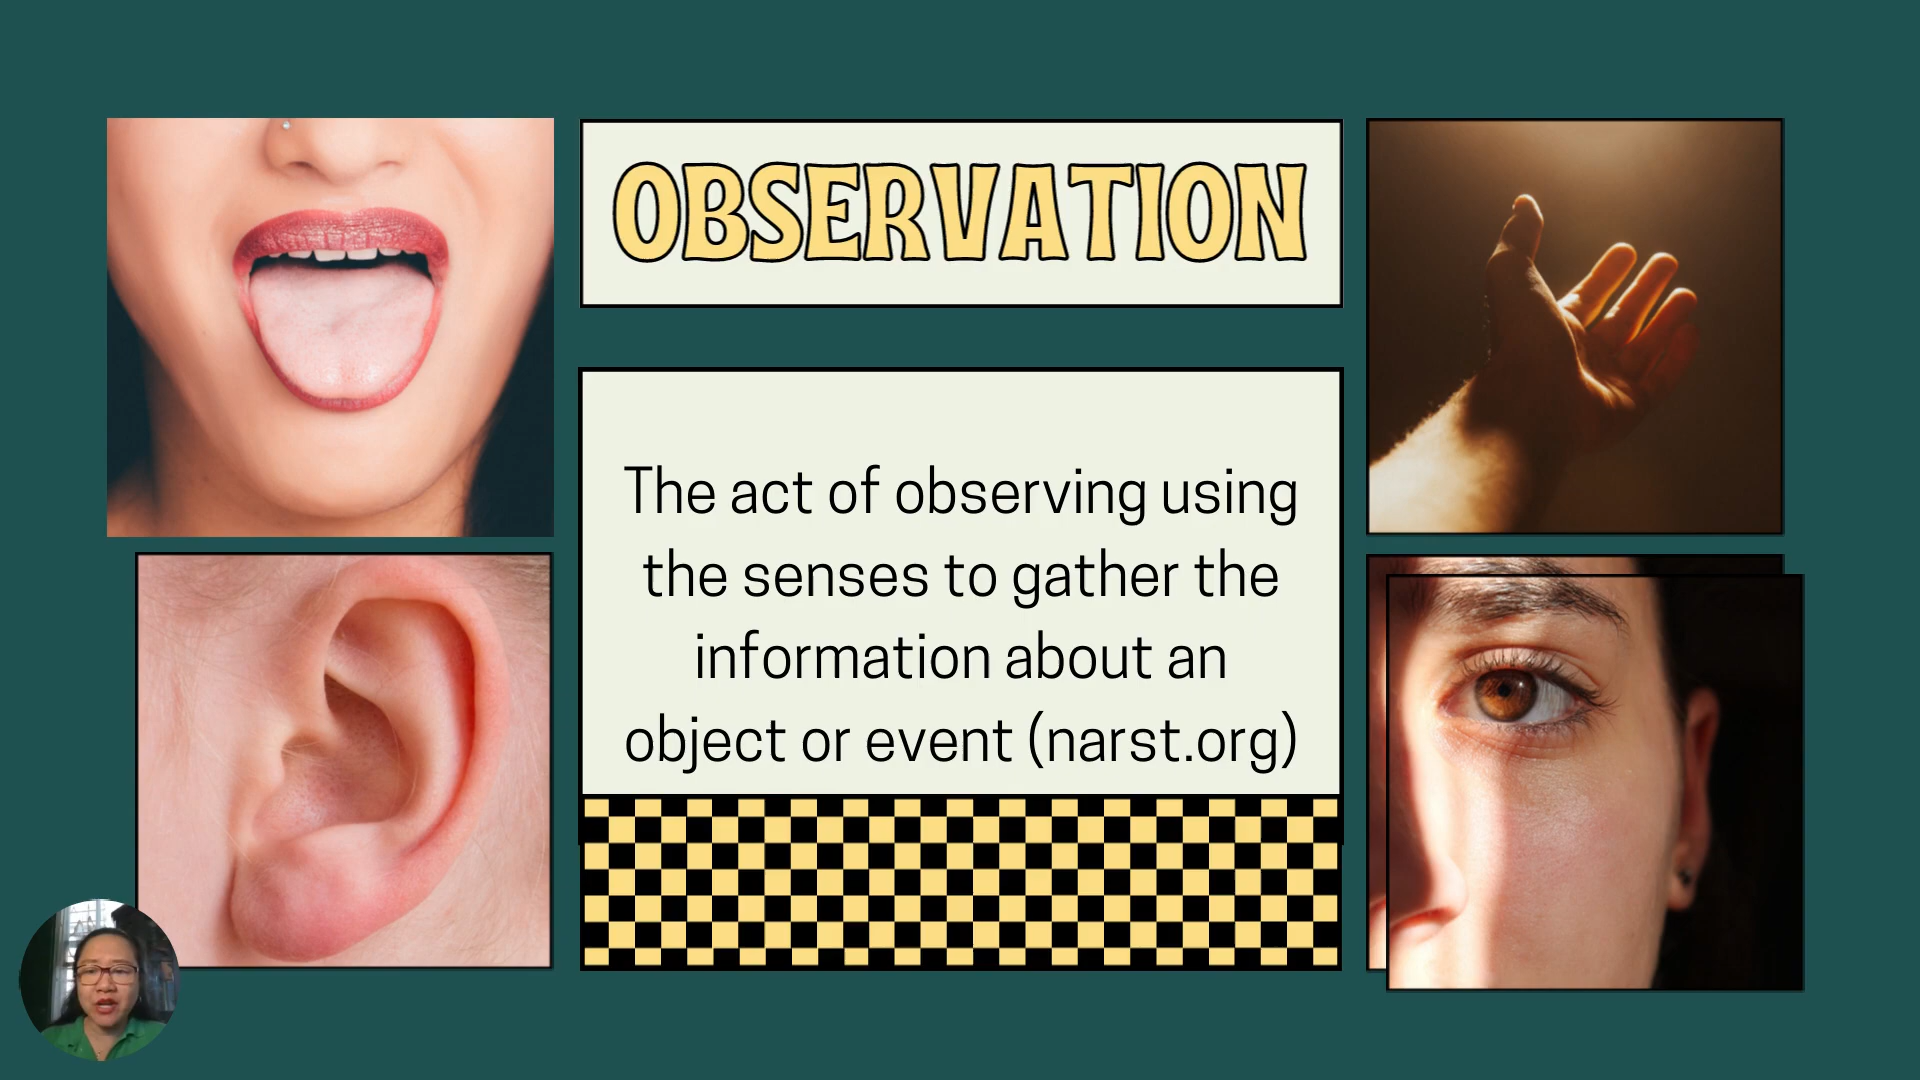 OBSERVATION
The act of observing using
the senses to gather the
information about an
object or event (narst.org)